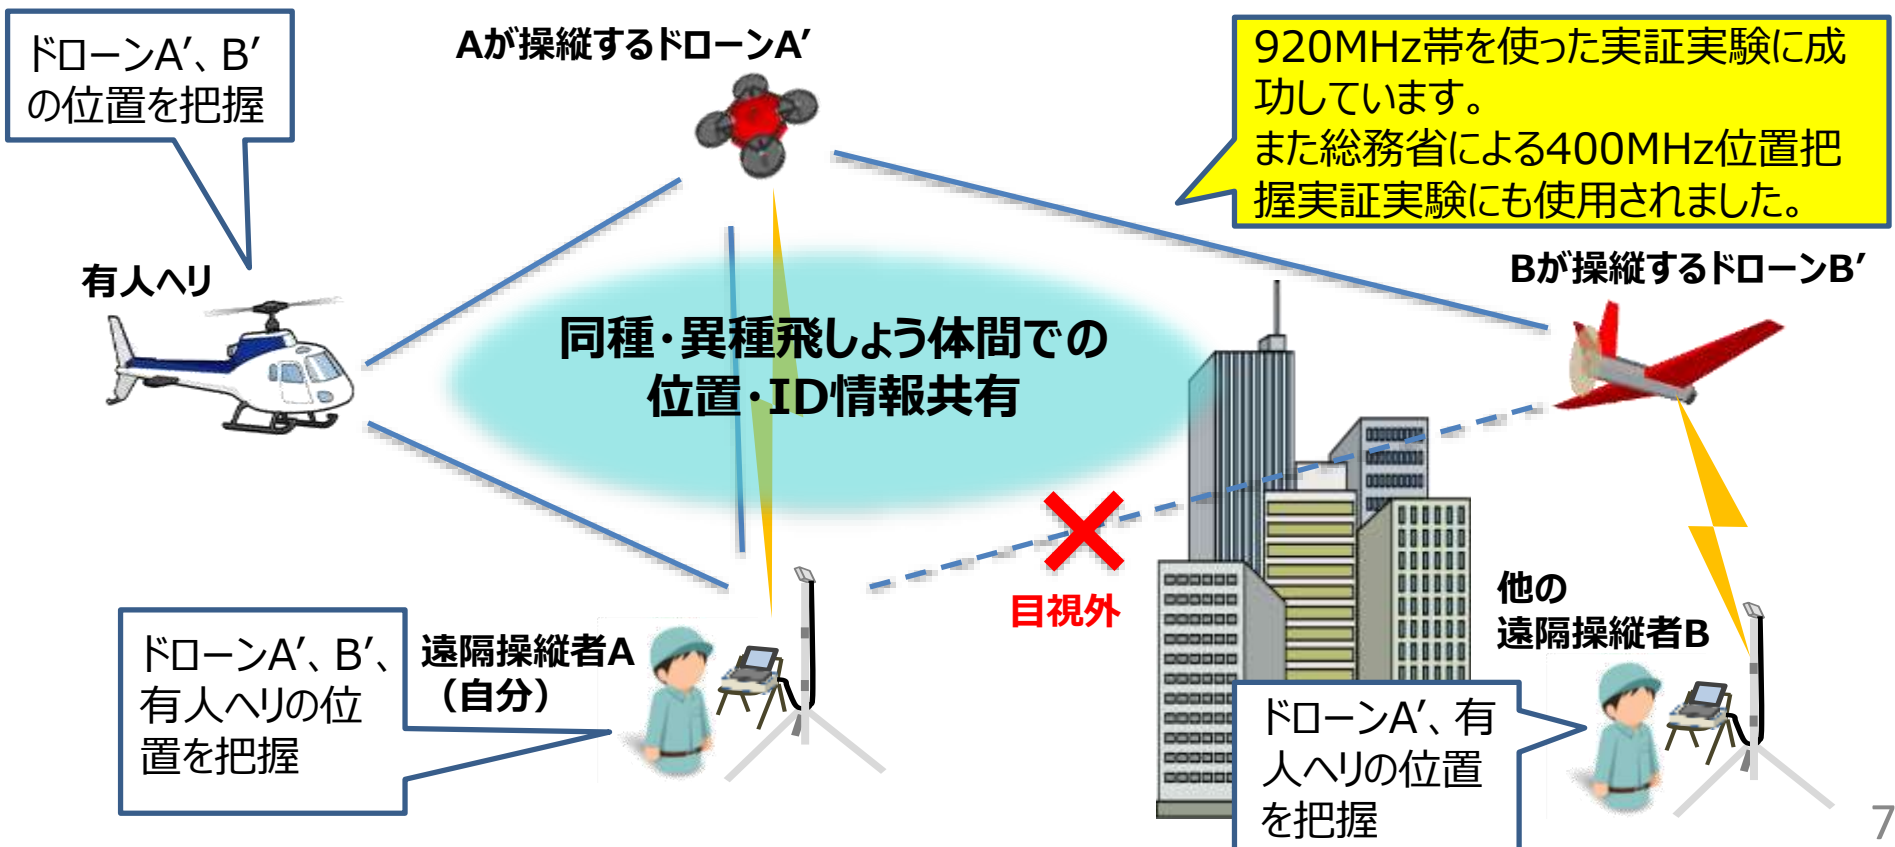 ドローンA′、B′
の位置を把握
Aが操縦するドローンA′
920MHz帯を使った実証実験に成
功しています。
また総務省による400MHz位置把
握実証実験にも使用されました。
有人ヘリ
Bが操縦するドローンB′
同種・異種飛しょう体間での
位置・ID情報共有
目視外
ドローンA′、B′、
有人ヘリの位
置を把握
遠隔操縦者A
（自分）
他の
遠隔操縦者B
ドローンA′、有
人ヘリの位置
を把握
7